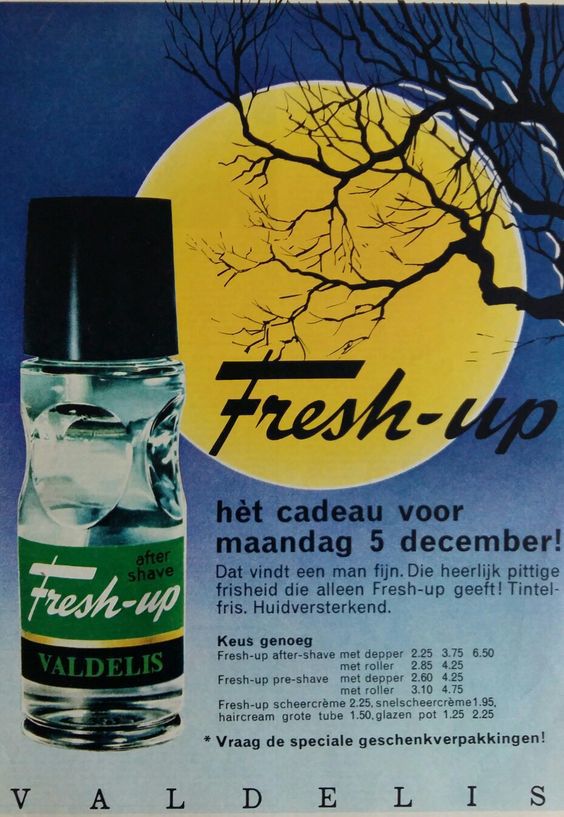 Fresh-up
hèt cadeau voor
maandag 5 december!
Dat vindt een man fijn. Die heerlijk pittige
frisheid die alleen Fresh-up geeft! Tintel-
fris. Huidversterkend.
Keus genoeg
Fresh-up after-shave met depper 2.25 3.75 6.50
met roller 2.85 4.25
Fresh-up pre-shave met depper 2.60 4.25
met roller 3.10 4.75
Fresh-up scheercrème 2.25, snelscheercrème 1.95,
haircream grote tube 1.50, glazen pot 1.25 2.25
* Vraag de speciale geschenkverpakkingen!
after
shave
Fresh-up
VALDELIS
VALDELIS